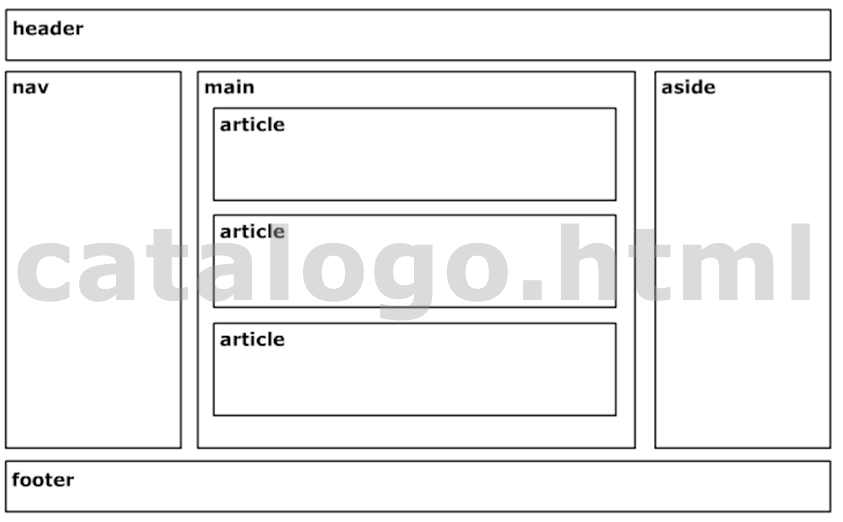 header
nav
main
aside
article
article
catalogo.html
article
footer